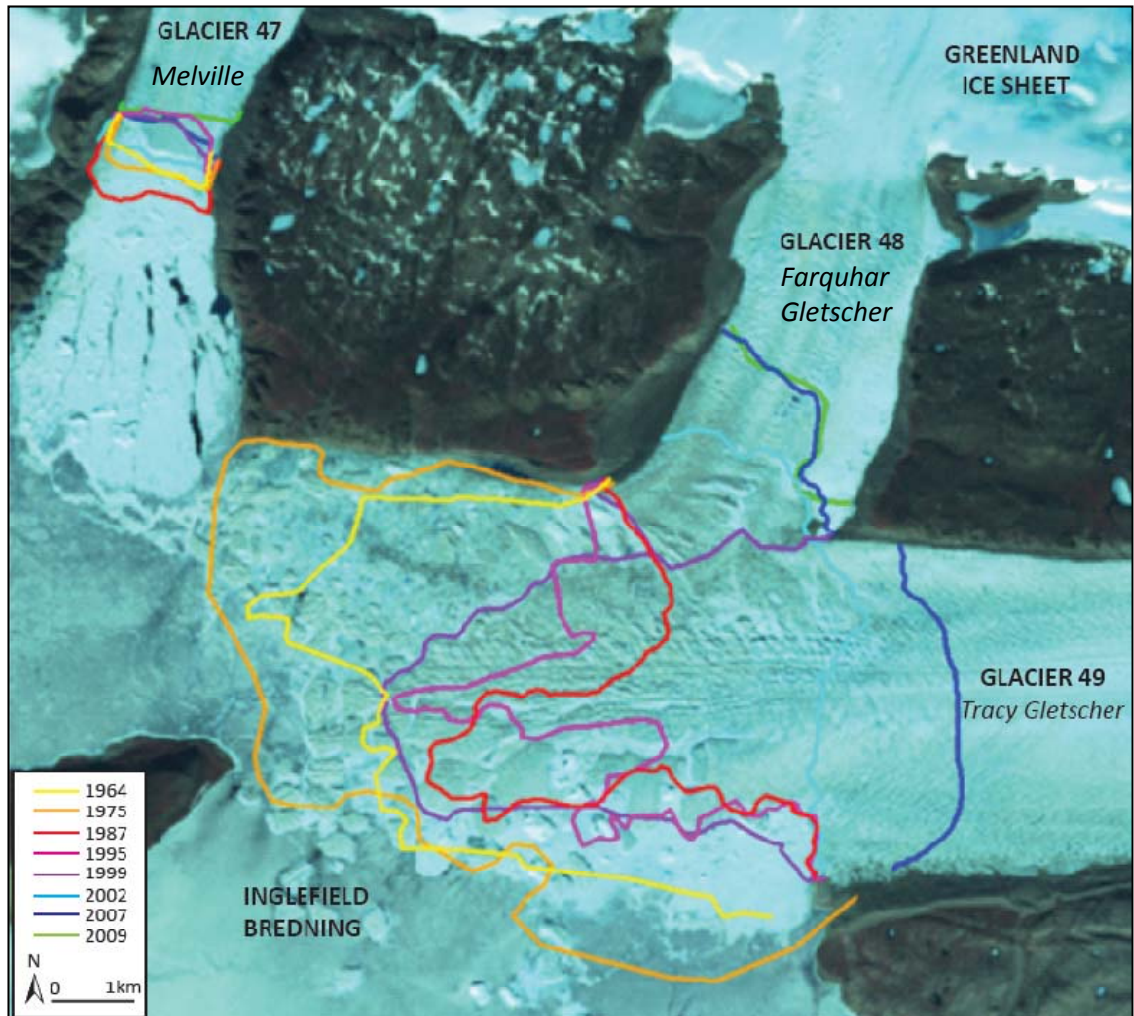 GLACIER 47
Melville
GREENLAND
ICE SHEET
GLACIER 48
Farquhar
Gletscher
GLACIER 49
Tracy Gletscher
INGLEFIELD
BREDNING
1964
1975
1987
1995
1999
2002
2007
2009
N
0 1km